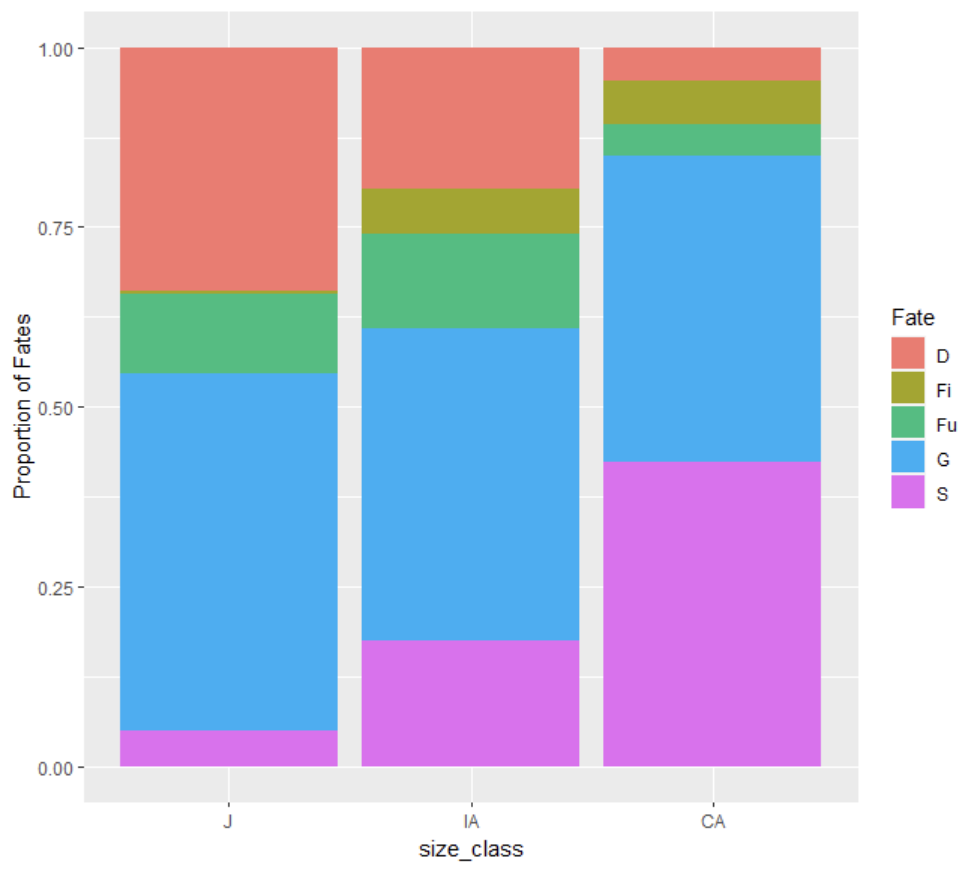 1.00
0.75
0.50
0.25
0.00
Proportion of Fates
J
IA
CA
size_class
Fate
D
Fi
Fu
G
S